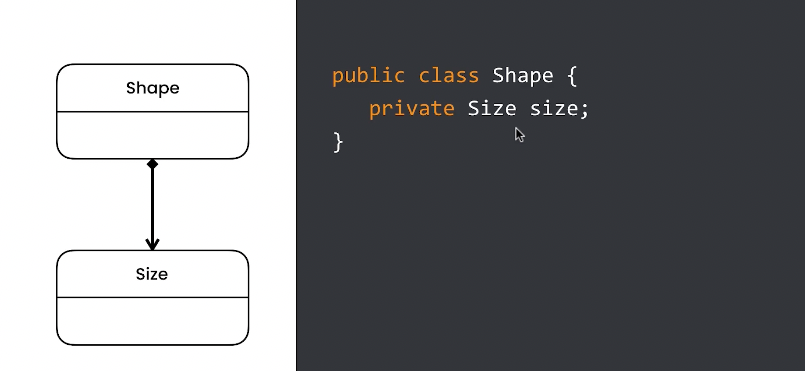 Shape
Size
public class Shape {
private Size size;
}